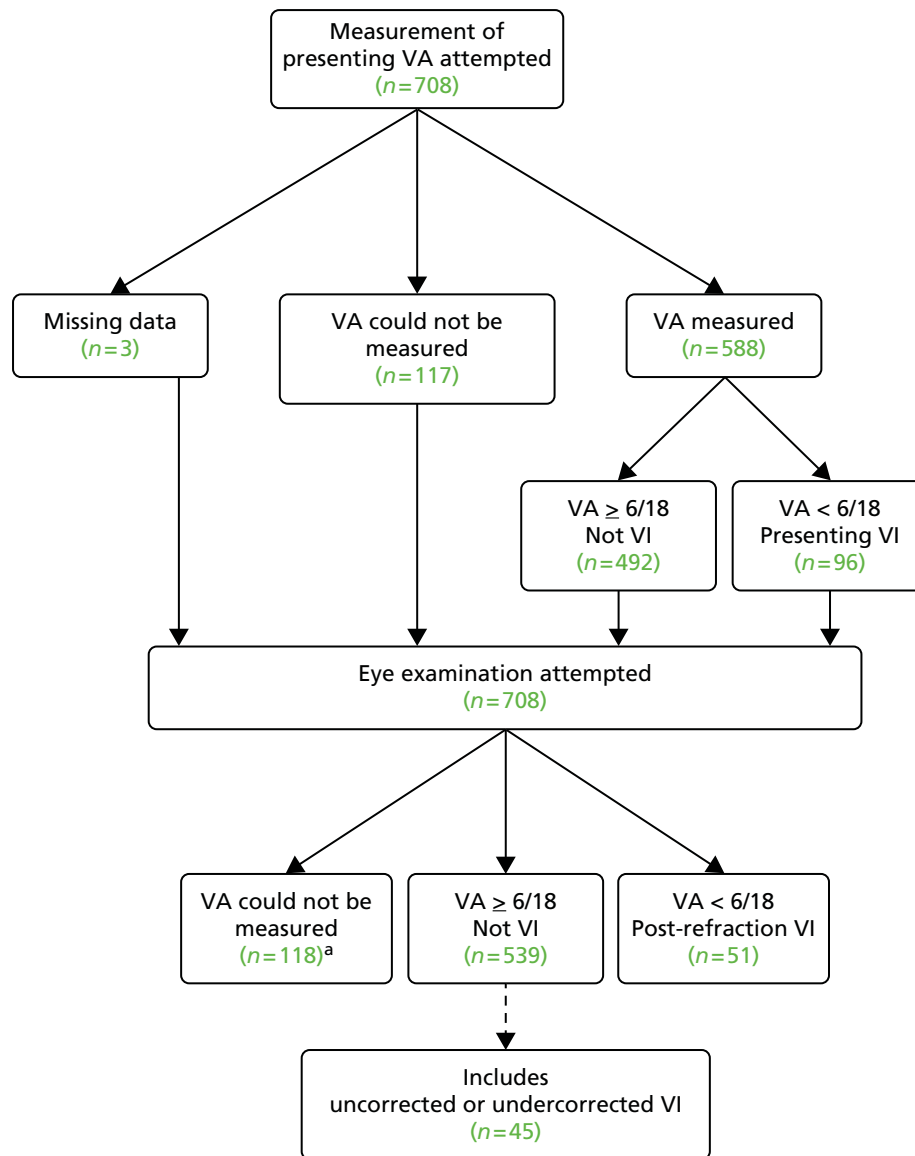 Measurement of
presenting VA attempted
(n=708)
Missing data
(n=3)
VA could not be
measured
(n=117)
VA measured
(n=588)
VA ≥ 6/18
Not VI
(n=492)
VA < 6/18
Presenting VI
(n=96)
Eye examination attempted
(n=708)
VA could not be
measured
(n=118)ᵃ
VA ≥ 6/18
Not VI
(n=539)
VA < 6/18
Post-refraction VI
(n=51)
Includes
uncorrected or undercorrected VI
(n=45)